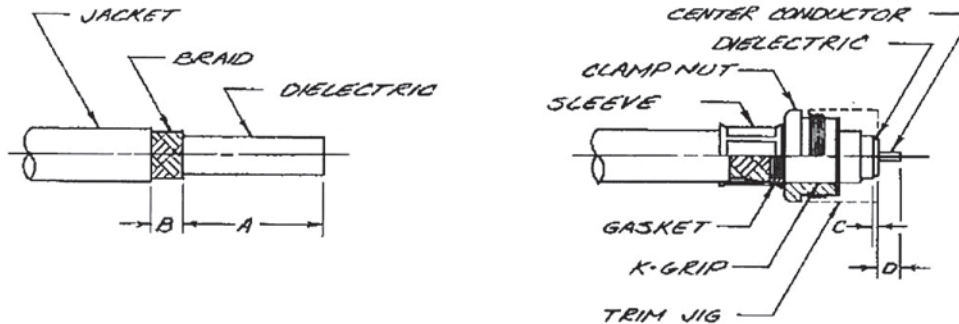 JACKET
BRAID
DIELECTRIC
B
A
CENTER CONDUCTOR
DIELECTRIC
CLAMP NUT
SLEEVE
GASKET
C
K-GRIP
D
TRIM JIG